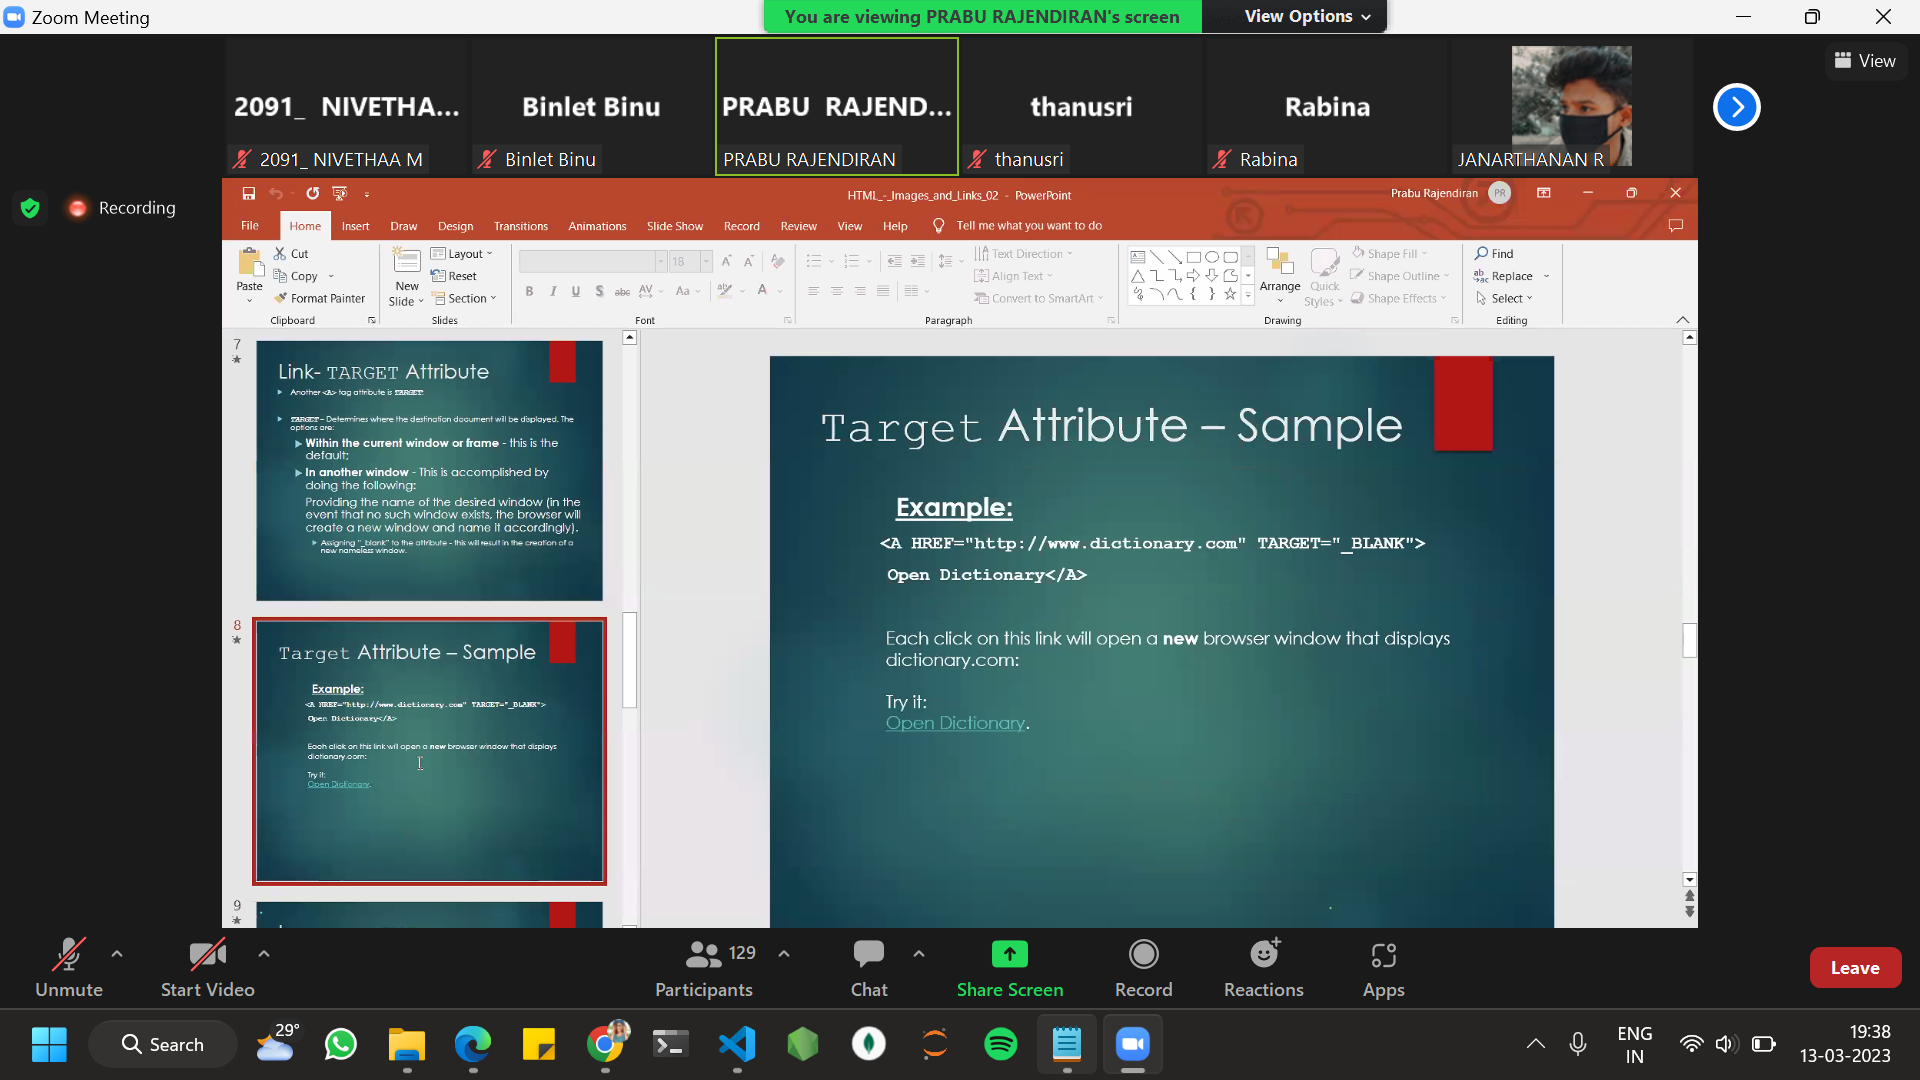 Zoom Meeting
You are viewing PRABU RAJENDIRAN's screen
View Options
View
2091_ NIVETHA...
Binlet Binu
PRABU RAJEND...
thanusri
Rabina
2091_ NIVETHAA M
Binlet Binu
PRABU RAJENDIRAN
thanusri
Rabina
JANARTHANAN R
Recording
HTML_-_Images_and_Links_02 - PowerPoint
Prabu Rajendiran
PR
File Home Insert Draw Design Transitions Animations Slide Show Record Review View Help Tell me what you want to do
Paste
Cut
Copy
Format Painter
Clipboard
New
Slide
Layout
Reset
Section
Slides
18
B I U S abc AV Aa A
Font
Text Direction
Align Text
Convert to SmartArt
Paragraph
Arrange
Quick
Styles
Shape Fill
Shape Outline
Shape Effects
Drawing
Find
Replace
Select
Editing
7
Link- TARGET Attribute
Another <A> tag attribute is TARGET
TARGET – Determines where the destination document will be displayed. The
options are:
Within the current window or frame - this is the
default;
In another window - This is accomplished by
doing the following:
Providing the name of the desired window (in the
event that no such window exists, the browser will
create a new window and name it accordingly).
Assigning "_blank" to the attribute - this will result in the creation of a
new nameless window.
8
Target Attribute – Sample
Example:
<A HREF="http://www.dictionary.com" TARGET="_BLANK">
Open Dictionary</A>
Each click on this link will open a new browser window that displays
dictionary.com:
Try it:
Open Dictionary.
9
Target Attribute – Sample
Example:
<A HREF="http://www.dictionary.com" TARGET="_BLANK">
Open Dictionary</A>
Each click on this link will open a new browser window that displays
dictionary.com:
Try it:
Open Dictionary.
Unmute
Start Video
129
Participants
Chat
Share Screen
Record
Reactions
Apps
Leave
Search
29°
ENG
IN
19:38
13-03-2023